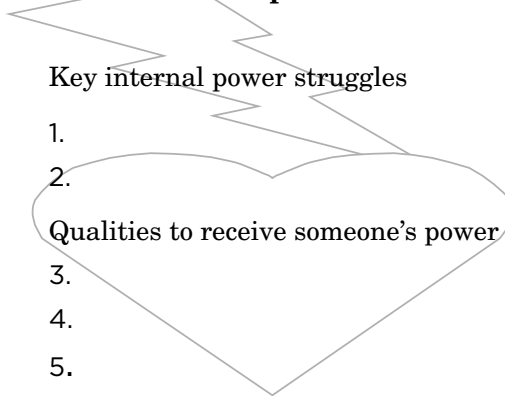 Key internal power struggles
1.
2.
Qualities to receive someone’s power
3.
4.
5.